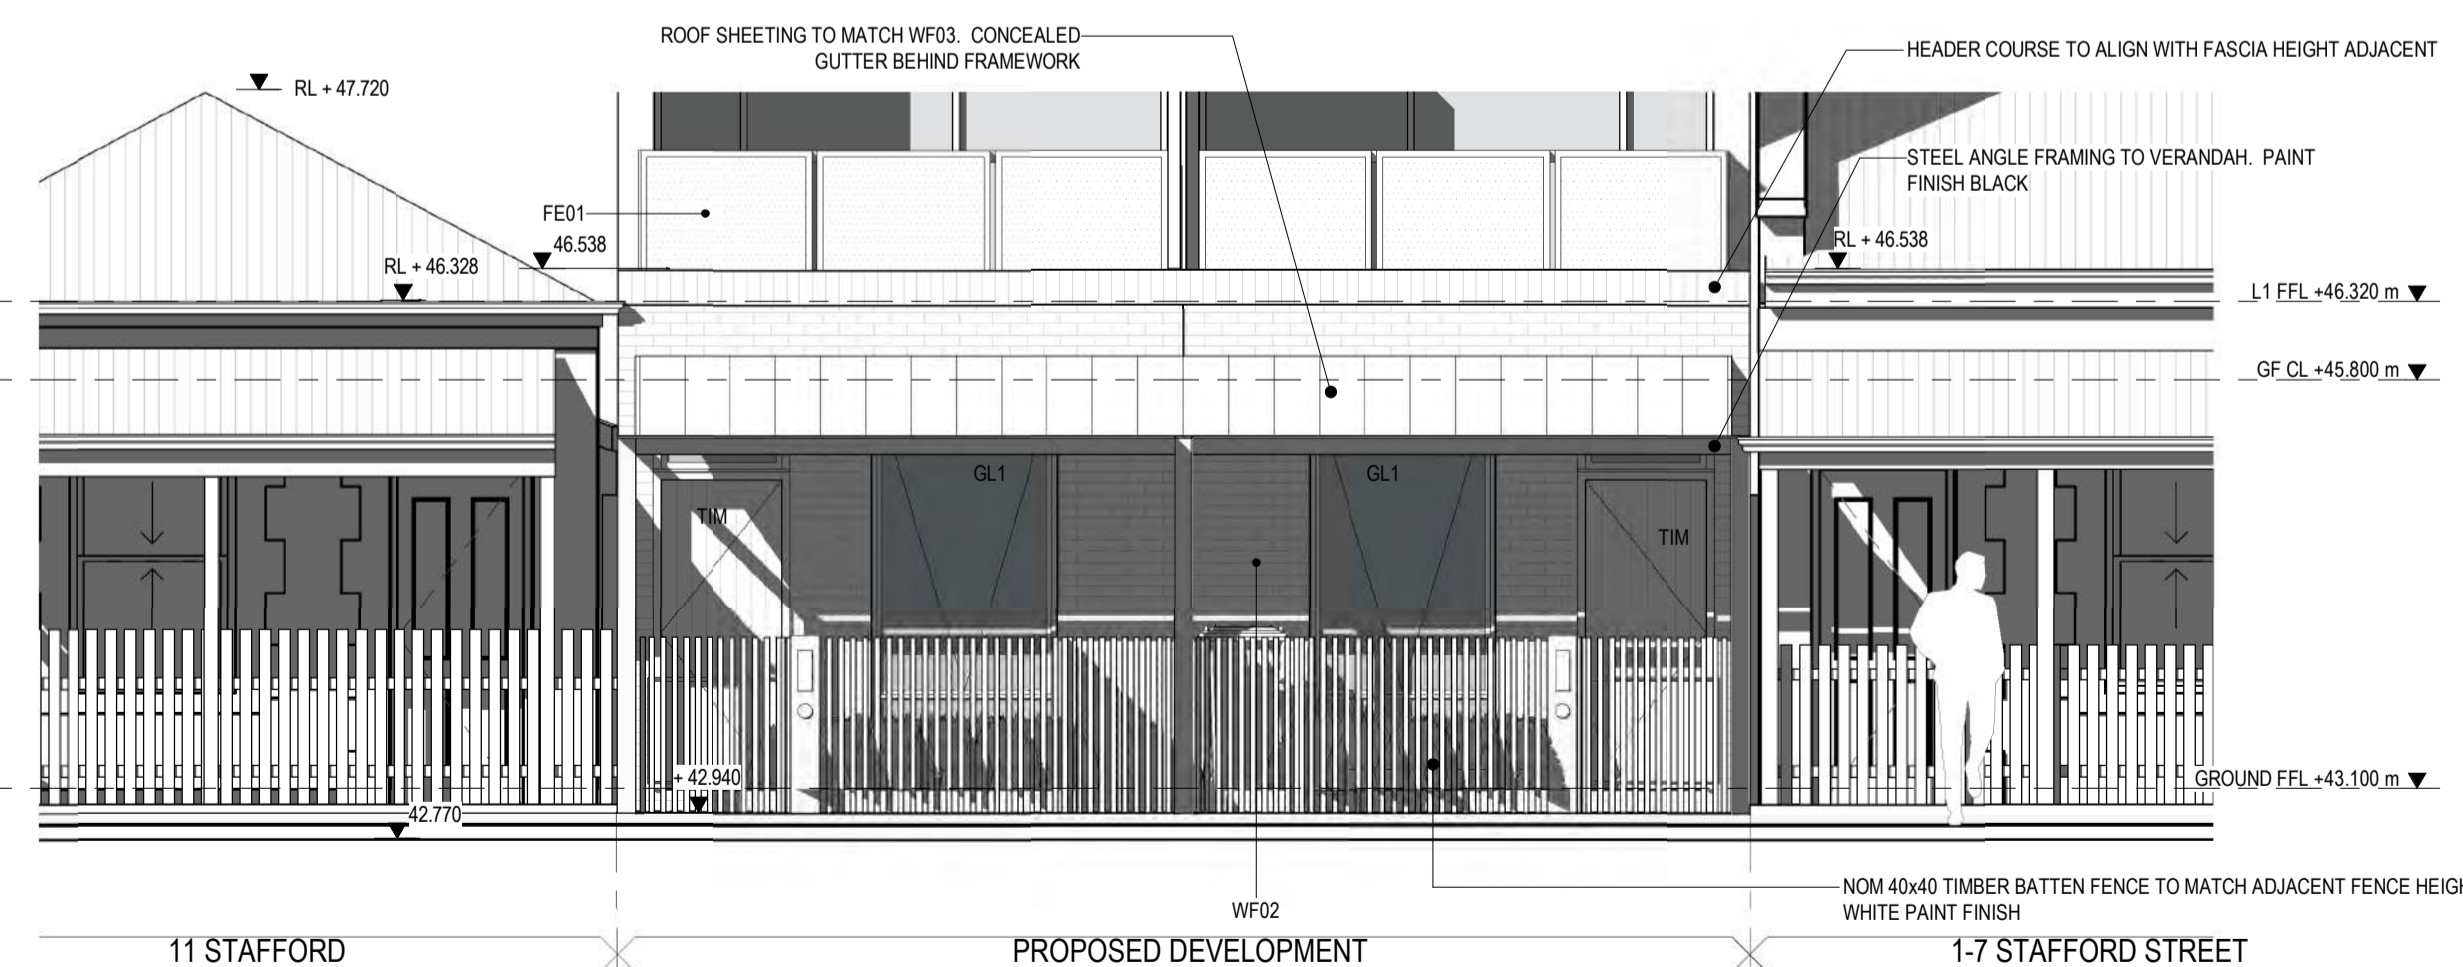 ROOF SHEETING TO MATCH WF03. CONCEALED
GUTTER BEHIND FRAMEWORK
HEADER COURSE TO ALIGN WITH FASCIA HEIGHT ADJACENT
RL + 47.720
STEEL ANGLE FRAMING TO VERANDAH. PAINT
FINISH BLACK
FE01
46.538
RL + 46.538
RL + 46.328
L1 FFL +46.320 m
GF CL +45.800 m
GL1
GL1
TIM
TIM
+ 42.940
GROUND FFL +43.100 m
42.770
NOM 40x40 TIMBER BATTEN FENCE TO MATCH ADJACENT FENCE HEIGH
WHITE PAINT FINISH
WF02
11 STAFFORD
PROPOSED DEVELOPMENT
1-7 STAFFORD STREET